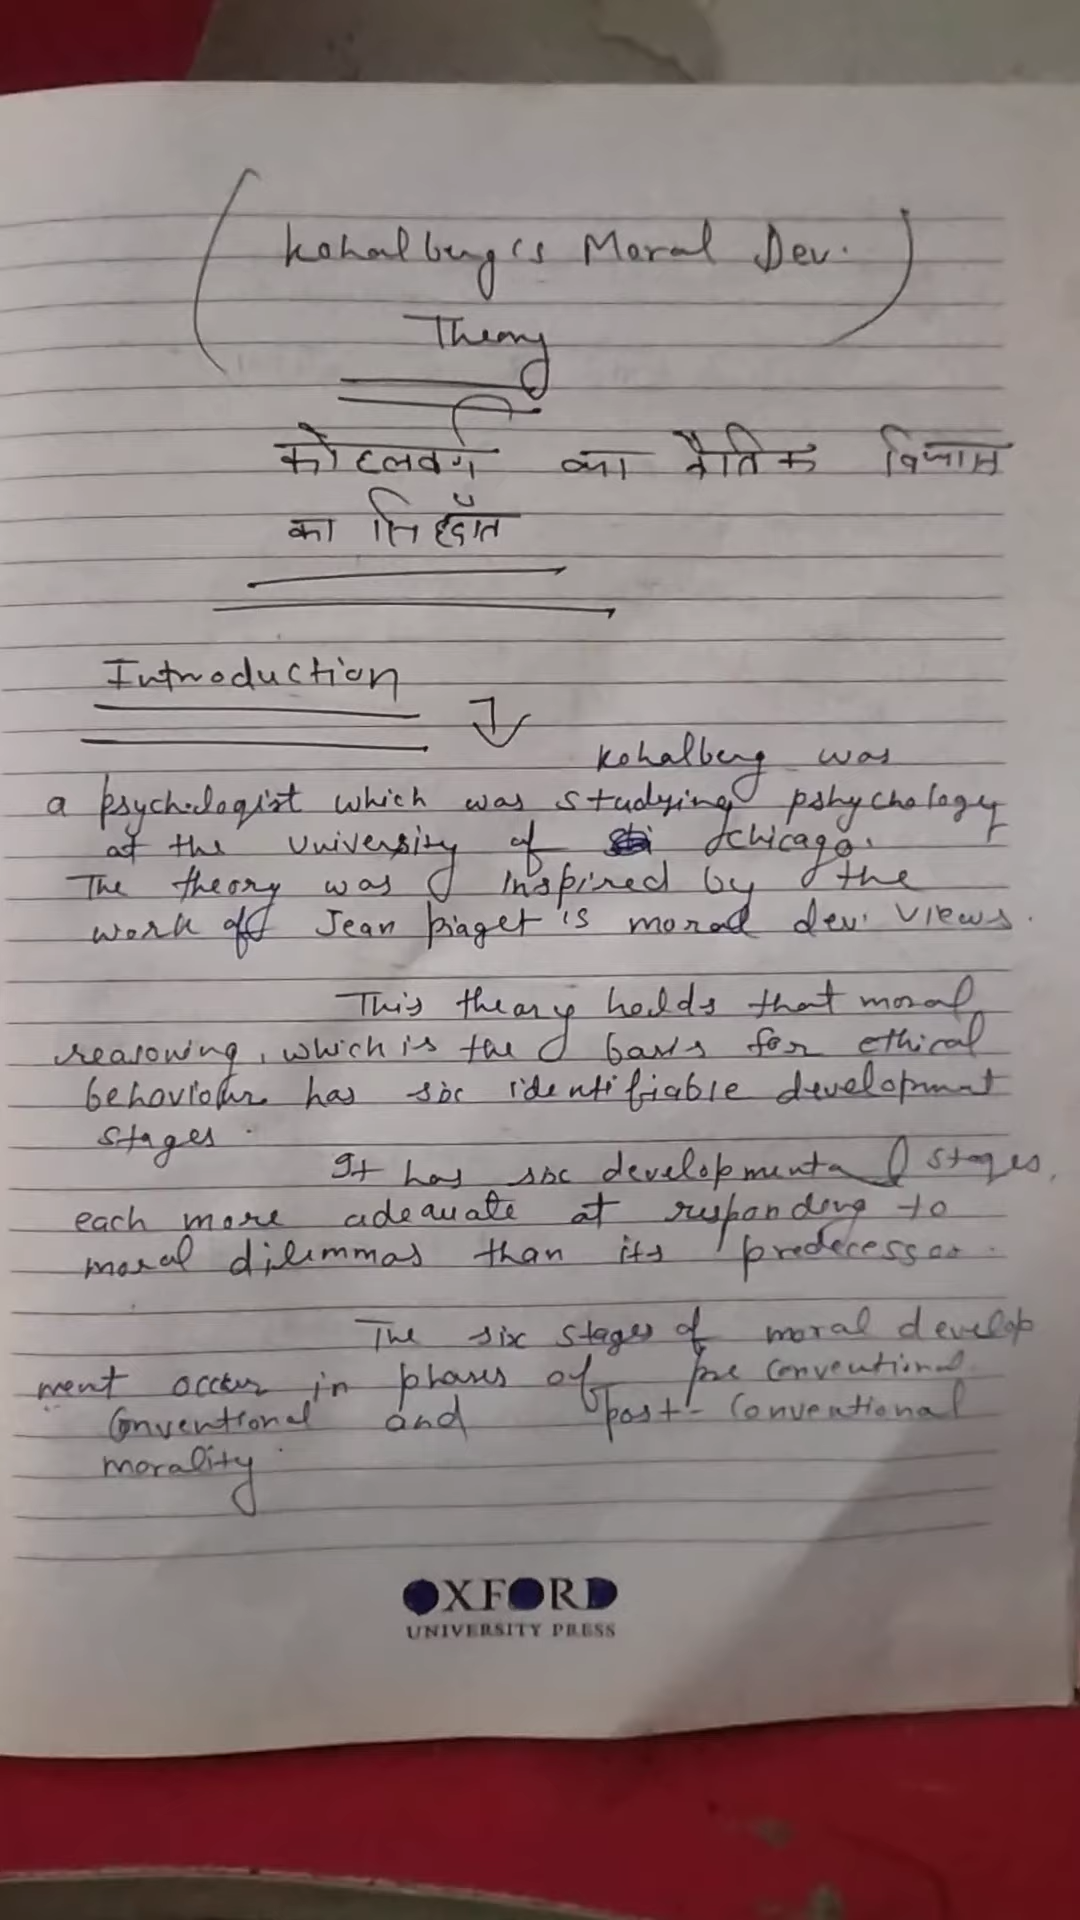 Kohalberg's Moral Dev.
Theory
कोहलबर्ग का नैतिक विकास
का सिद्दांत
Introduction
Kohalberg was
a psychologist which was studying pshychology
at the university of chicago.
The theory was inspired by the
work of Jean piaget's moral dev. views.
This theory holds that moral
reasoning, which is the basis for ethical
behaviour has six identifiable development
stages.
It has six developmental stages,
each more adequate at responding to
moral dilemmas than its predecessor.
The six stages of moral develop
ment occur in phases of pre conventional
conventional and post-conventional
morality.
OXFORD
UNIVERSITY PRESS